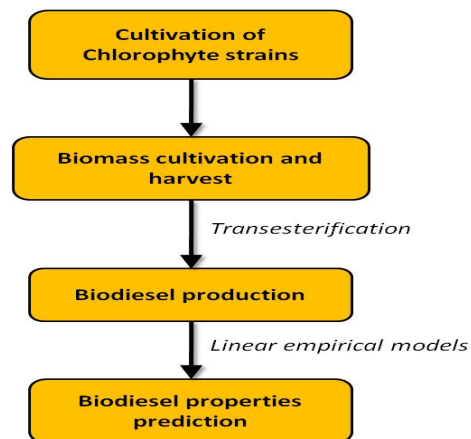 Cultivation of
Chlorophyte strains
Biomass cultivation and
harvest
Transesterification
Biodiesel production
Linear empirical models
Biodiesel properties
prediction